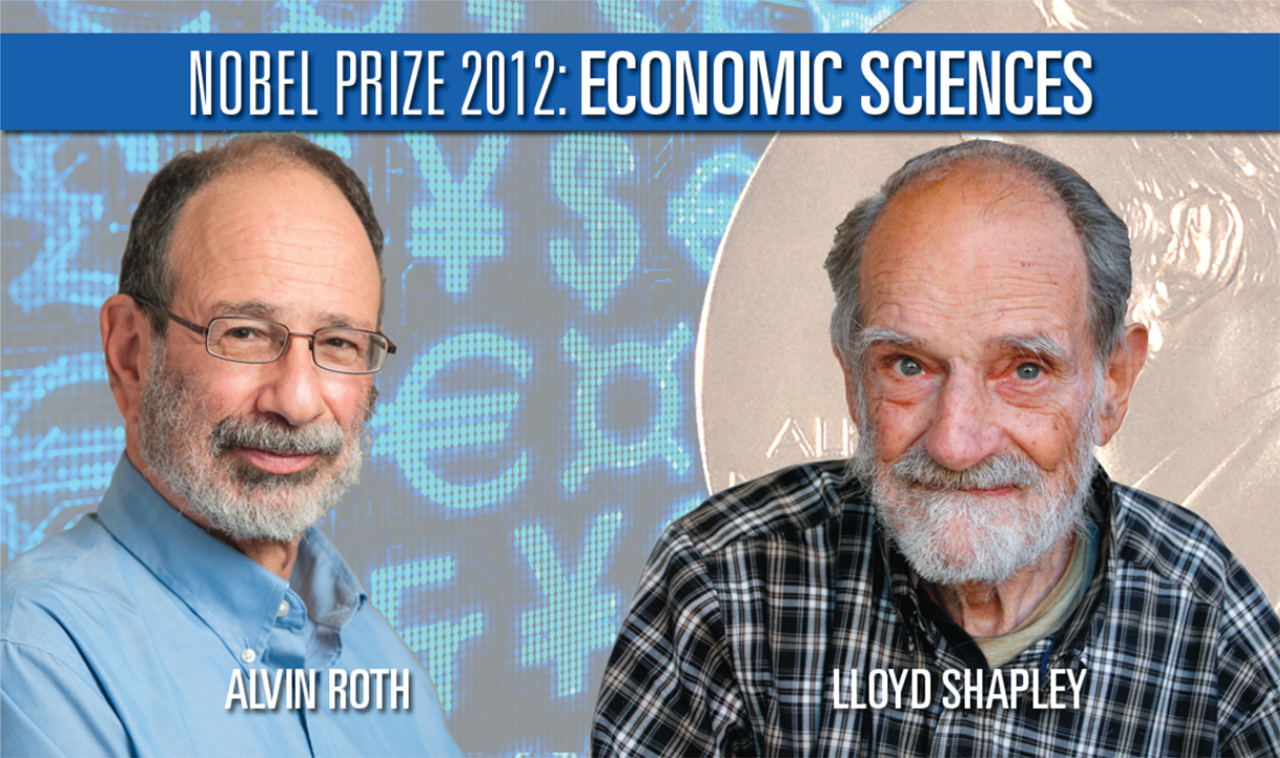 NOBEL PRIZE 2012: ECONOMIC SCIENCES
ALVIN ROTH
LLOYD SHAPLEY